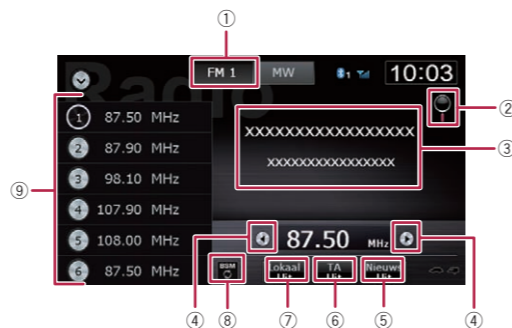 ①
Radio
FM 1 MW 1 10:03
②
③
④
⑤
⑥
⑦
⑧
⑨
1 87.50 MHz
2 87.90 MHz
3 98.10 MHz
4 107.90 MHz
5 108.00 MHz
6 87.50 MHz
XXXXXXXXXXXXXXXXX
XXXXXXXXXXXXXXXX
87.50 MHz
BSM Lokaal TA Nieuws
④